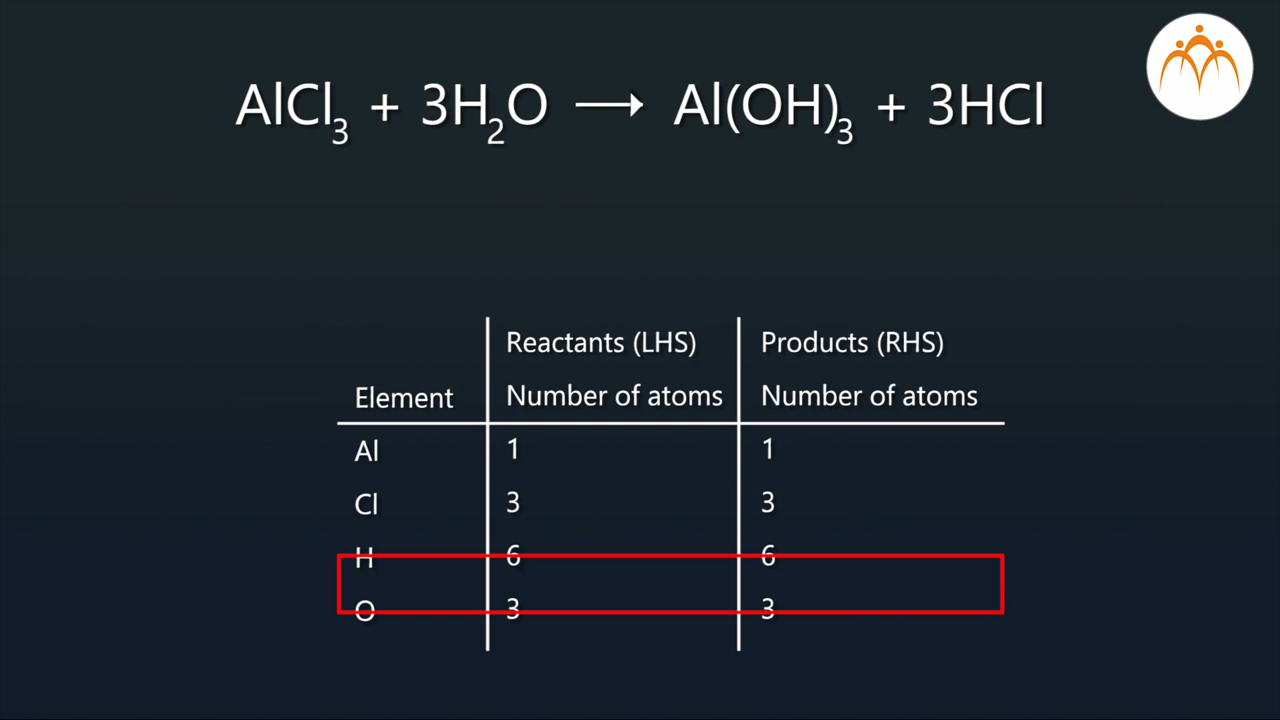 AlCl₃ + 3H₂O ⟶ Al(OH)₃ + 3HCl
Reactants (LHS) Products (RHS)
Element Number of atoms Number of atoms
Al 1 1
Cl 3 3
H 6 6
O 3 3